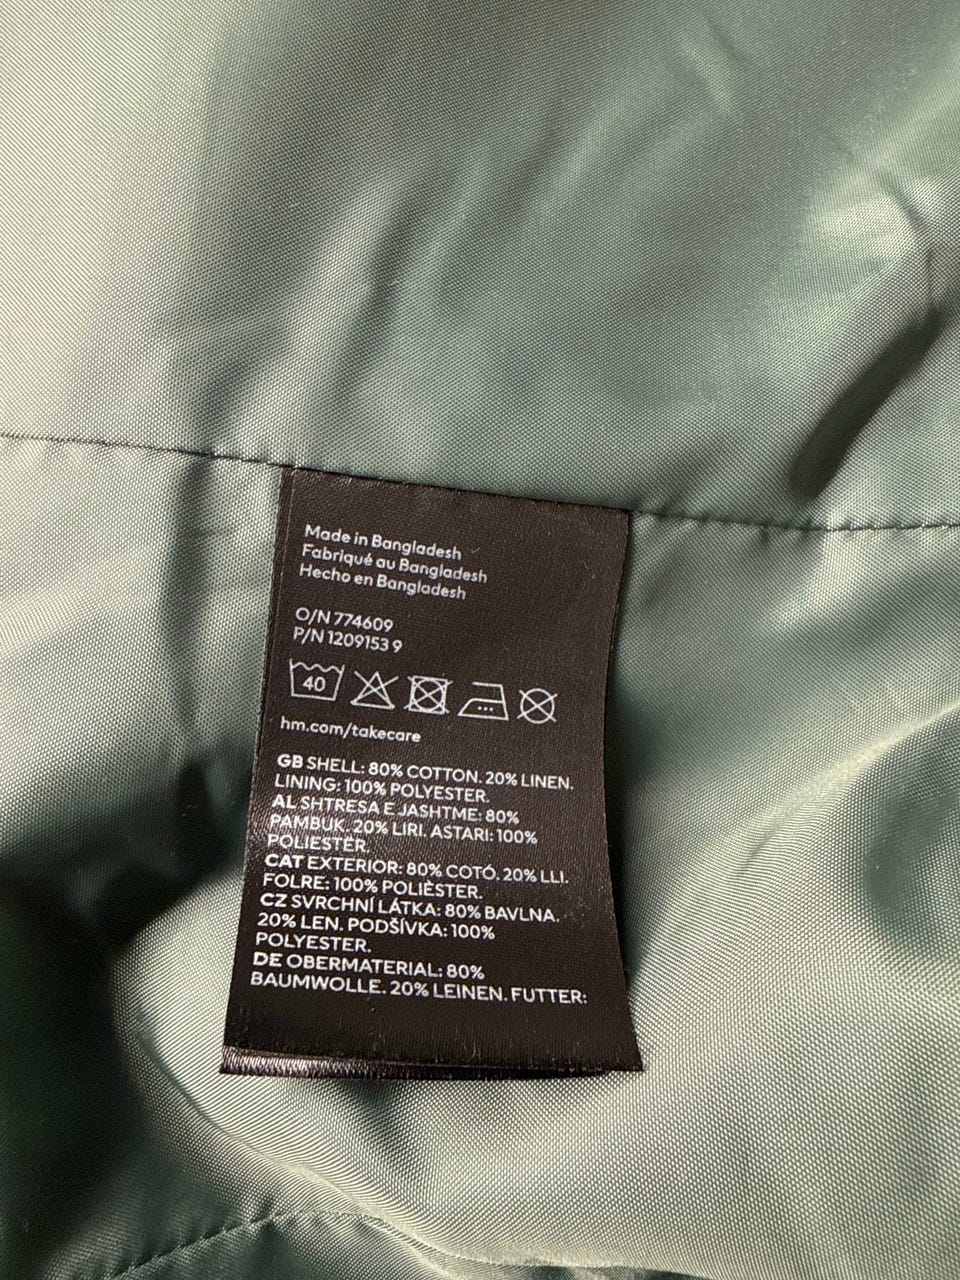 Made in Bangladesh
Fabriqué au Bangladesh
Hecho en Bangladesh
O/N 774609
P/N 1209153 9
40
hm.com/takecare
GB SHELL: 80% COTTON. 20% LINEN.
LINING: 100% POLYESTER.
AL SHTRESA E JASHTME: 80%
PAMBUK. 20% LIRI. ASTARI: 100%
POLIESTER.
CAT EXTERIOR: 80% COTÓ. 20% LLI.
FOLRE: 100% POLIÈSTER.
CZ SVRCHNÍ LÁTKA: 80% BAVLNA.
20% LEN. PODŠÍVKA: 100%
POLYESTER.
DE OBERMATERIAL: 80%
BAUMWOLLE. 20% LEINEN. FUTTER: